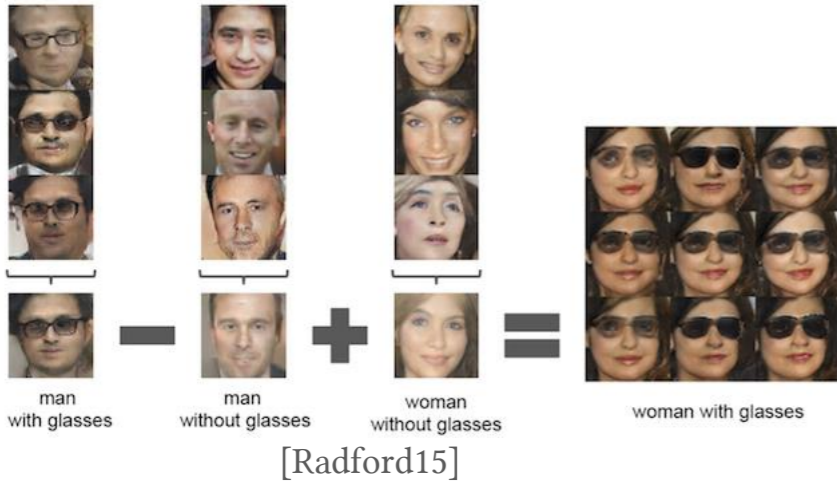 man
with glasses
man
without glasses
woman
without glasses
woman with glasses
[Radford15]